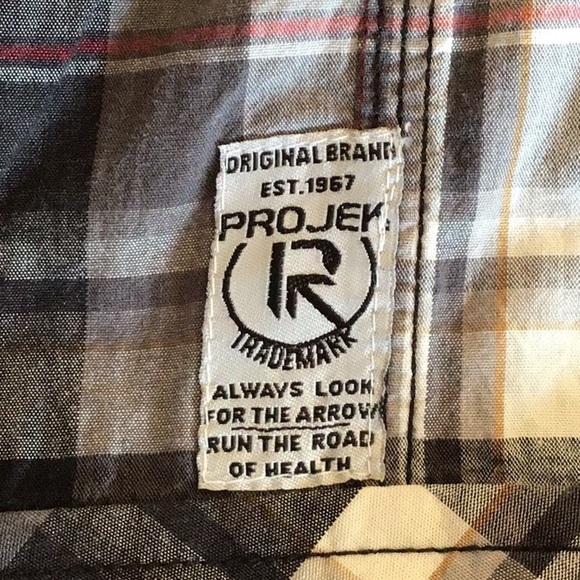 ORIGINAL BRAND
EST.1967
PROJEK
R
TRADEMARK
ALWAYS LOOK
FOR THE ARROW
RUN THE ROAD
OF HEALTH